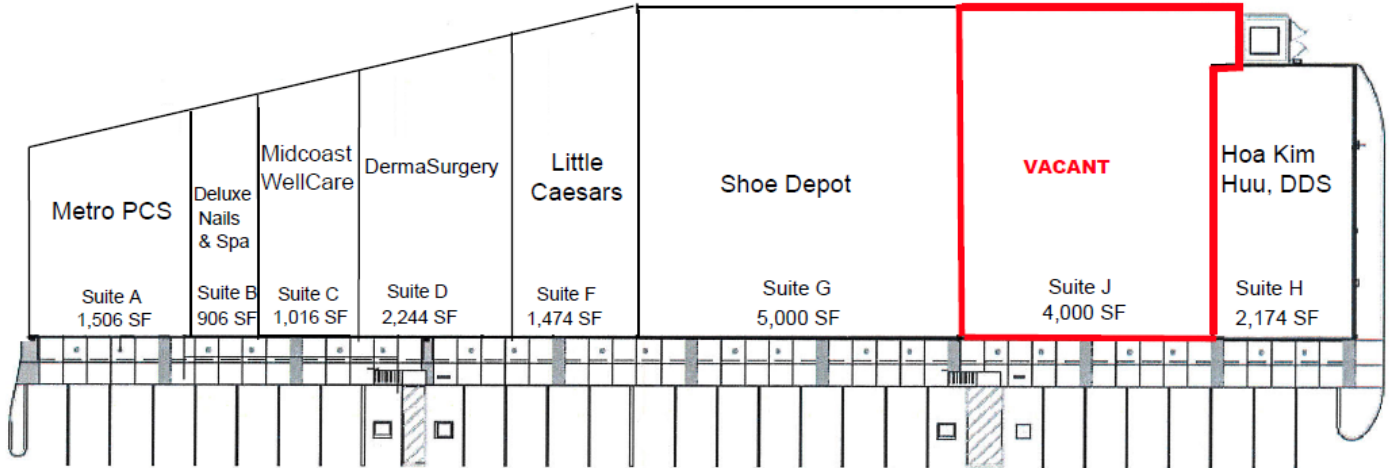 Metro PCS
Suite A
1,506 SF
Deluxe
Nails
& Spa
Suite B
906 SF
Midcoast
WellCare
Suite C
1,016 SF
DermaSurgery
Suite D
2,244 SF
Little
Caesars
Suite F
1,474 SF
Shoe Depot
Suite G
5,000 SF
VACANT
Suite J
4,000 SF
Hoa Kim
Huu, DDS
Suite H
2,174 SF